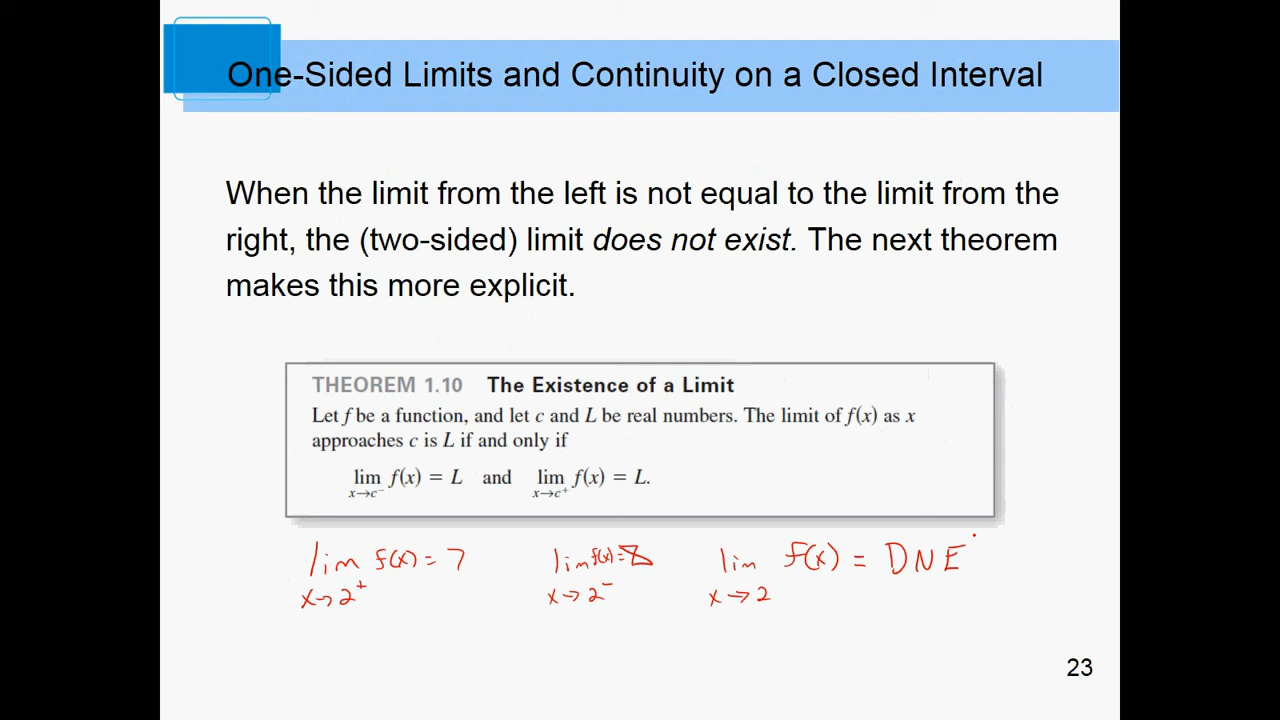 One-Sided Limits and Continuity on a Closed Interval
When the limit from the left is not equal to the limit from the
right, the (two-sided) limit does not exist. The next theorem
makes this more explicit.
THEOREM 1.10 The Existence of a Limit
Let f be a function, and let c and L be real numbers. The limit of f(x) as x
approaches c is L if and only if
lim f(x) = L and lim f(x) = L.
x→c⁻ x→c⁺
lim f(x) = 7 lim f(x) = lim f(x) = DNE
x→2⁺ x→2⁻ x→2
23